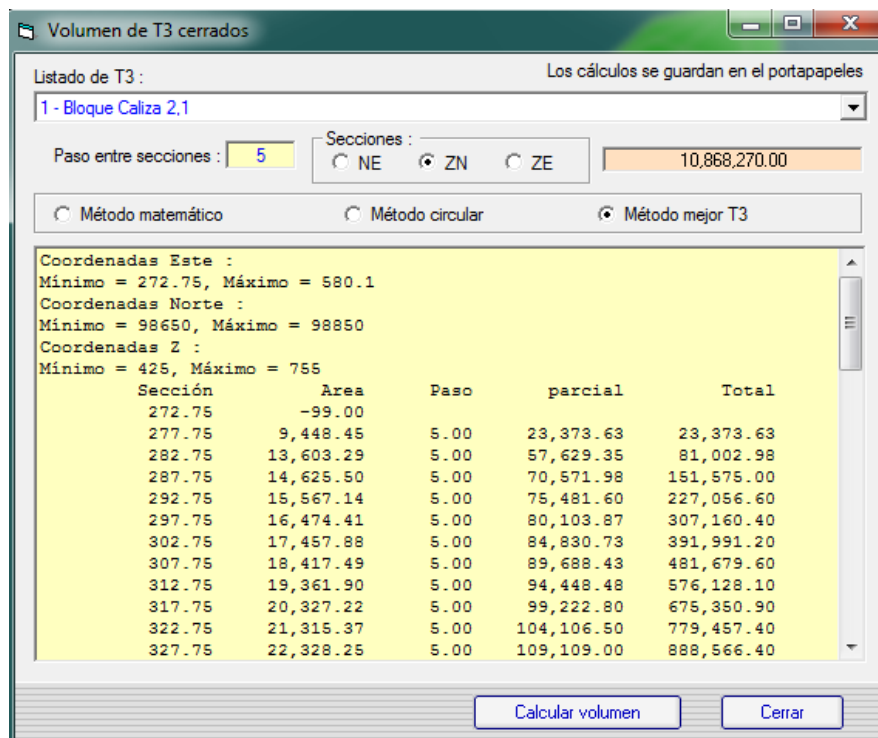 Volumen de T3 cerrados
Listado de T3 :
Los cálculos se guardan en el portapapeles
1 - Bloque Caliza 2,1
Paso entre secciones : 5
Secciones :
NE ZN ZE
10,868,270.00
Método matemático Método circular Método mejor T3
Coordenadas Este :
Mínimo = 272.75, Máximo = 580.1
Coordenadas Norte :
Mínimo = 98650, Máximo = 98850
Coordenadas Z :
Mínimo = 425, Máximo = 755
Sección Area Paso parcial Total
272.75 -99.00
277.75 9,448.45 5.00 23,373.63 23,373.63
282.75 13,603.29 5.00 57,629.35 81,002.98
287.75 14,625.50 5.00 70,571.98 151,575.00
292.75 15,567.14 5.00 75,481.60 227,056.60
297.75 16,474.41 5.00 80,103.87 307,160.40
302.75 17,457.88 5.00 84,830.73 391,991.20
307.75 18,417.49 5.00 89,688.43 481,679.60
312.75 19,361.90 5.00 94,448.48 576,128.10
317.75 20,327.22 5.00 99,222.80 675,350.90
322.75 21,315.37 5.00 104,106.50 779,457.40
327.75 22,328.25 5.00 109,109.00 888,566.40
Calcular volumen Cerrar